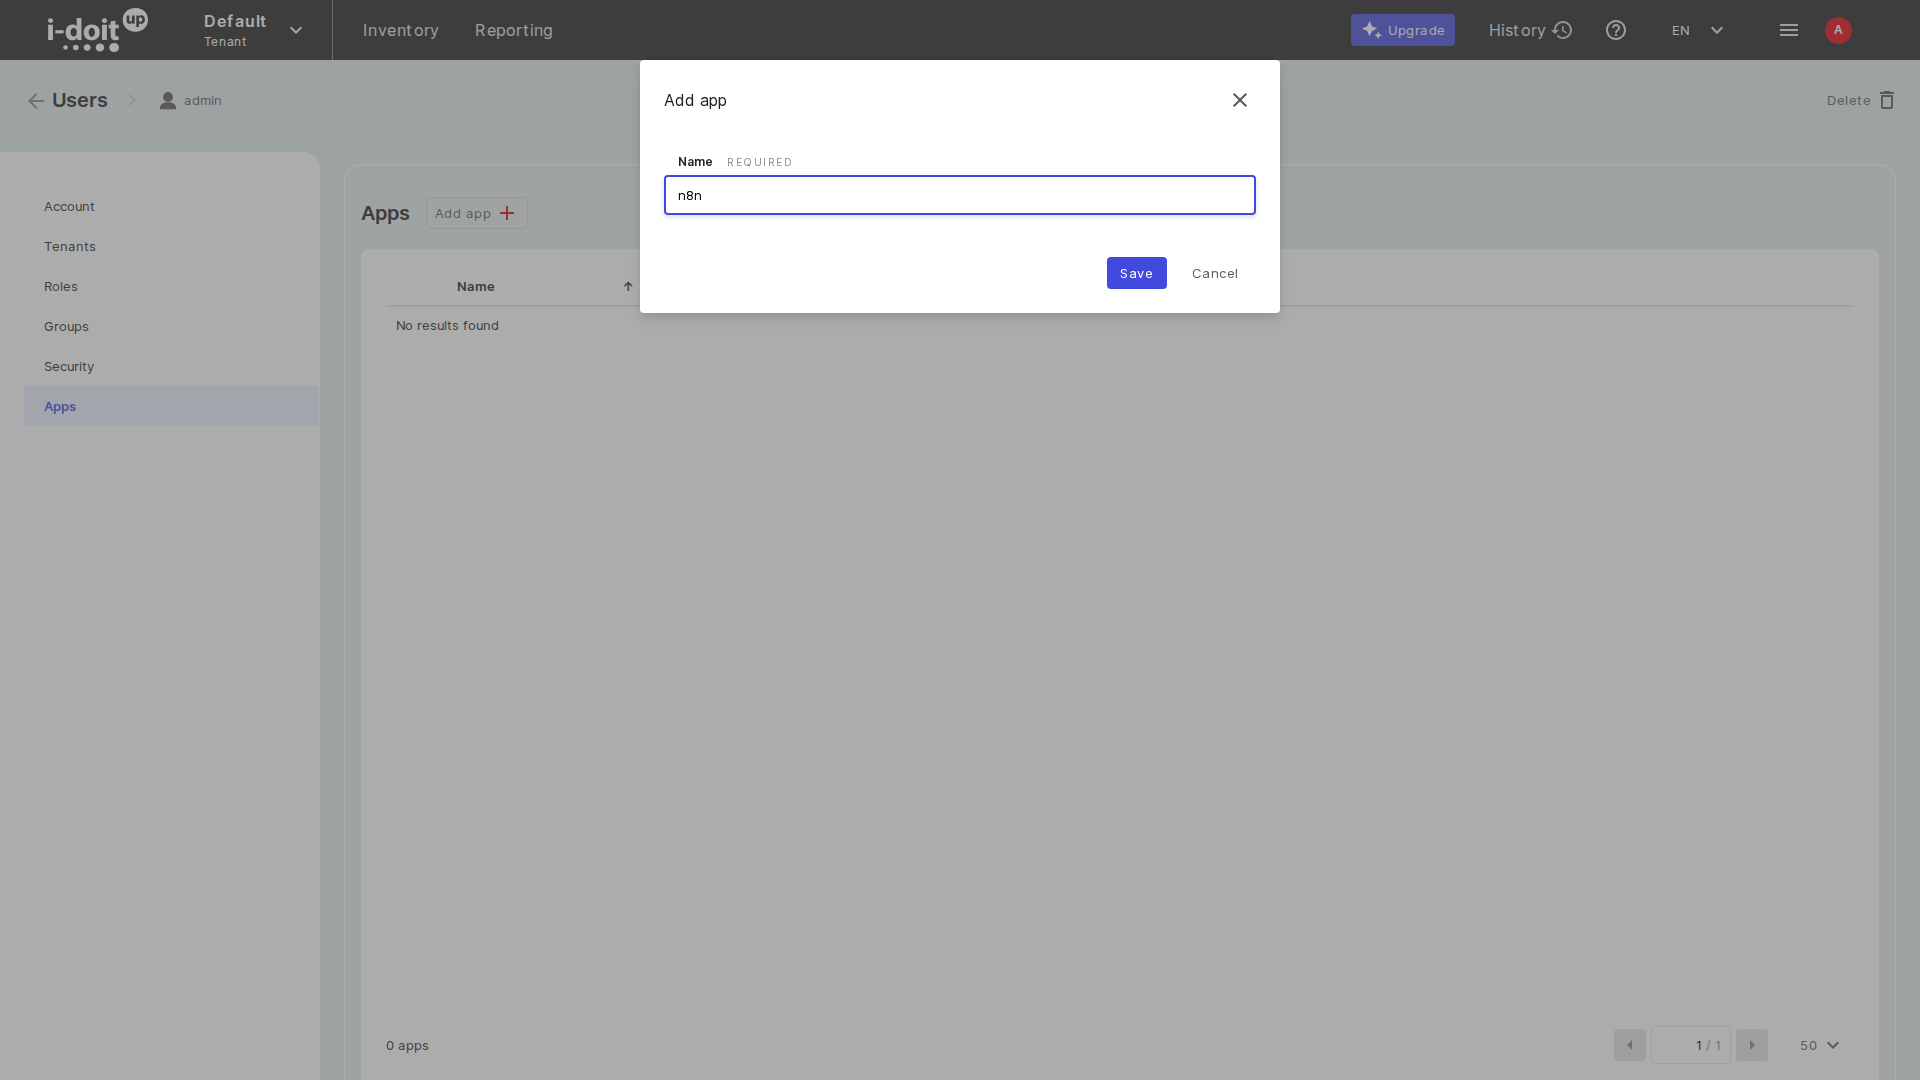 i-doit up
Default
Tenant
Inventory
Reporting
Upgrade
History
EN
A
Users
admin
Delete
Add app
Name REQUIRED
n8n
Save
Cancel
Account
Tenants
Roles
Groups
Security
Apps
Apps
Add app
Name
No results found
0 apps
1 / 1
50